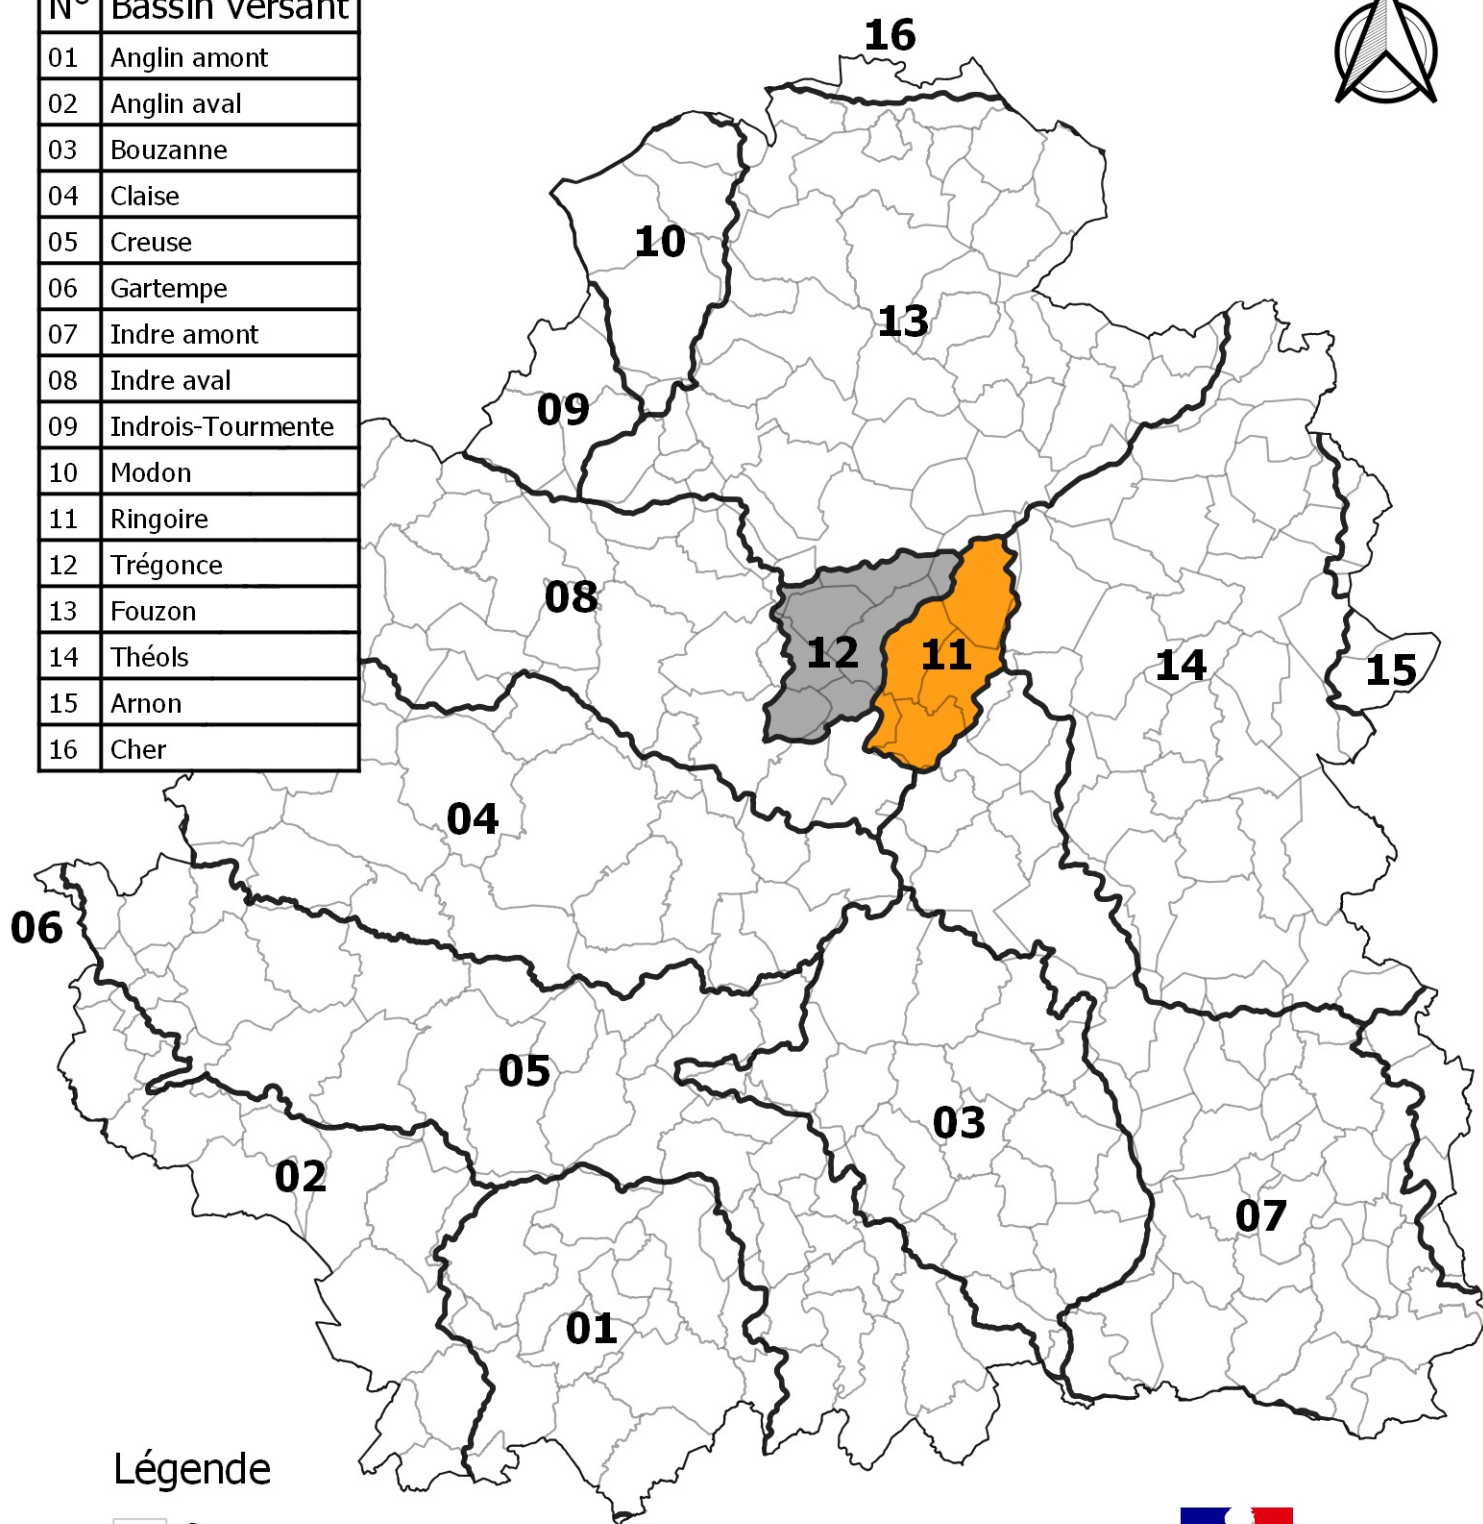 N° Bassin Versant
01 Anglin amont
02 Anglin aval
03 Bouzanne
04 Claise
05 Creuse
06 Gartempe
07 Indre amont
08 Indre aval
09 Indrois-Tourmente
10 Modon
11 Ringoire
12 Trégonce
13 Fouzon
14 Théols
15 Arnon
16 Cher
16
10
13
09
08
12
11
14
15
04
06
05
03
02
07
01
Légende